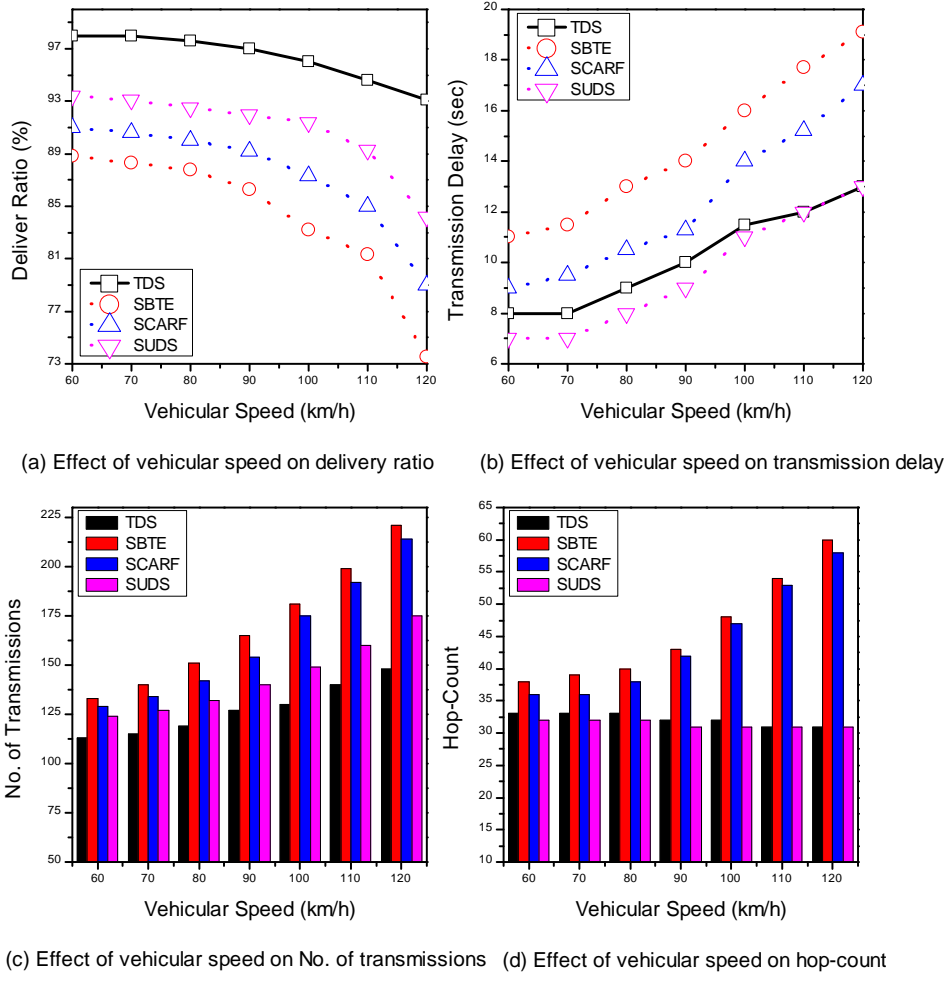 97
93
89
85
81
77
73
Deliver Ratio (%)
TDS
SBTE
SCARF
SUDS
60 70 80 90 100 110 120
Vehicular Speed (km/h)
(a) Effect of vehicular speed on delivery ratio
20
18
16
14
12
10
8
6
Transmission Delay (sec)
TDS
SBTE
SCARF
SUDS
60 70 80 90 100 110 120
Vehicular Speed (km/h)
(b) Effect of vehicular speed on transmission delay
225
200
175
150
125
100
75
50
No. of Transmissions
TDS
SBTE
SCARF
SUDS
60 70 80 90 100 110 120
Vehicular Speed (km/h)
(c) Effect of vehicular speed on No. of transmissions
65
60
55
50
45
40
35
30
25
20
15
10
Hop-Count
TDS
SBTE
SCARF
SUDS
60 70 80 90 100 110 120
Vehicular Speed (km/h)
(d) Effect of vehicular speed on hop-count